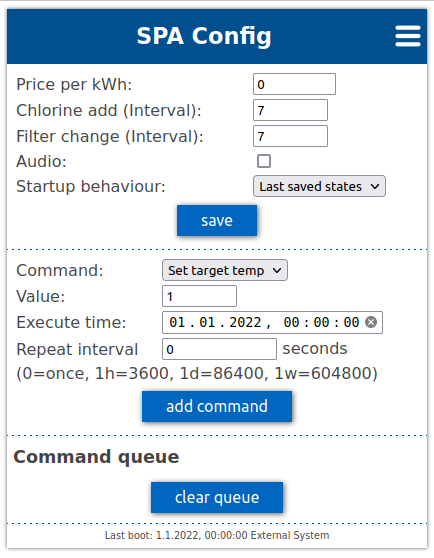 SPA Config
Price per kWh: 0
Chlorine add (Interval): 7
Filter change (Interval): 7
Audio:
Startup behaviour: Last saved states
save
Command: Set target temp
Value: 1
Execute time: 01.01.2022, 00:00:00
Repeat interval 0 seconds
(0=once, 1h=3600, 1d=86400, 1w=604800)
add command
Command queue
clear queue
Last boot: 1.1.2022, 00:00:00 External System